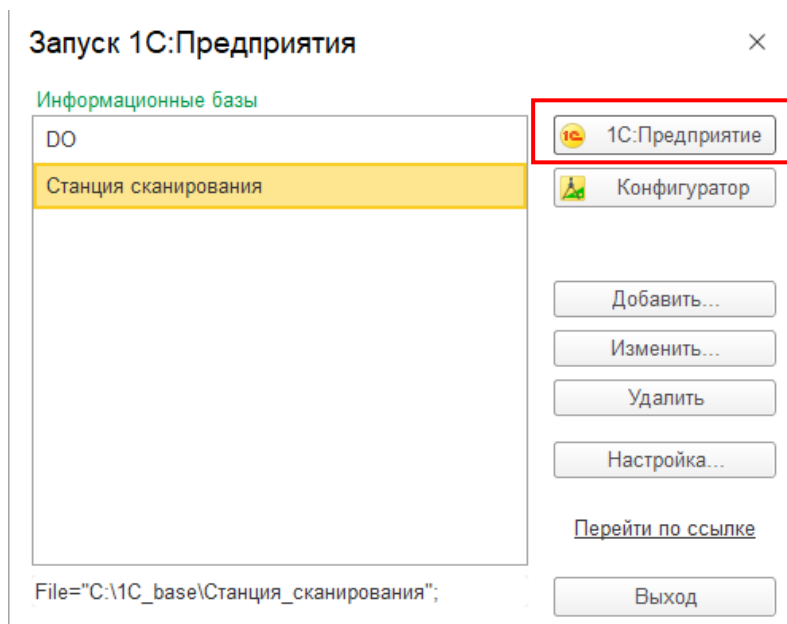 Запуск 1С:Предприятия
Информационные базы
DO
Станция сканирования
1С:Предприятие
Конфигуратор
Добавить...
Изменить...
Удалить
Настройка...
Перейти по ссылке
File="C:\1C_base\Станция_сканирования";
Выход